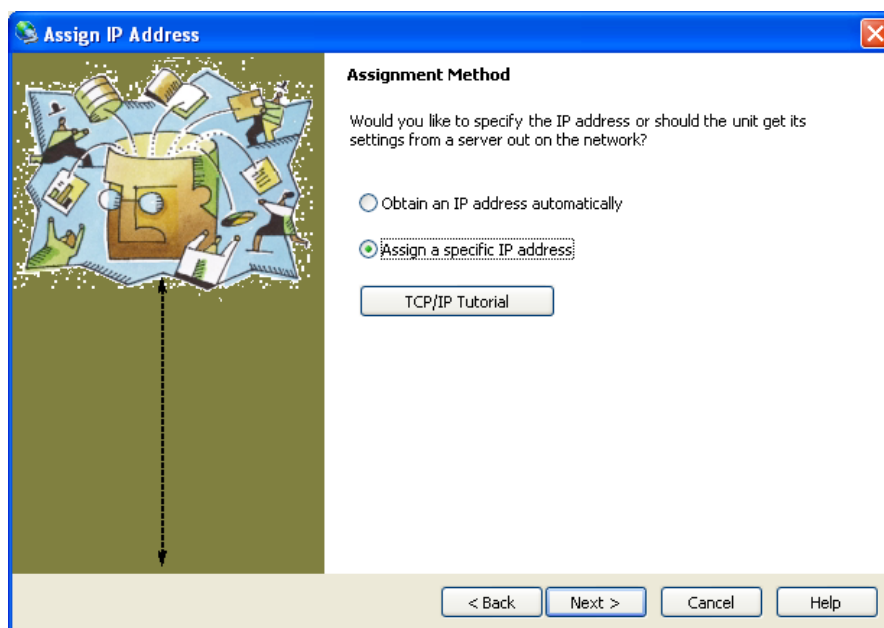 Assign IP Address
Assignment Method
Would you like to specify the IP address or should the unit get its
settings from a server out on the network?
Obtain an IP address automatically
Assign a specific IP address
TCP/IP Tutorial
< Back
Next >
Cancel
Help